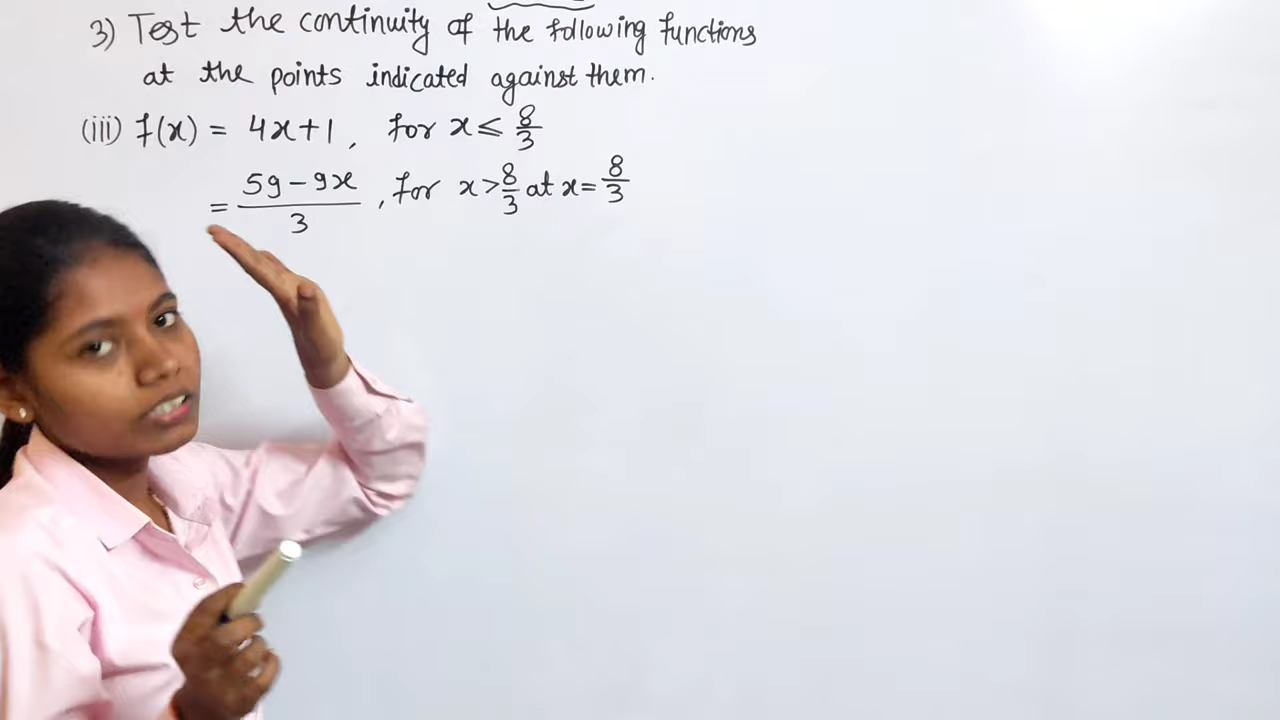 3) Test the continuity of the following functions
at the points indicated against them.
(iii) f(x) = 4x+1, for x ≤ 8/3
= (59-9x)/3, for x > 8/3 at x = 8/3